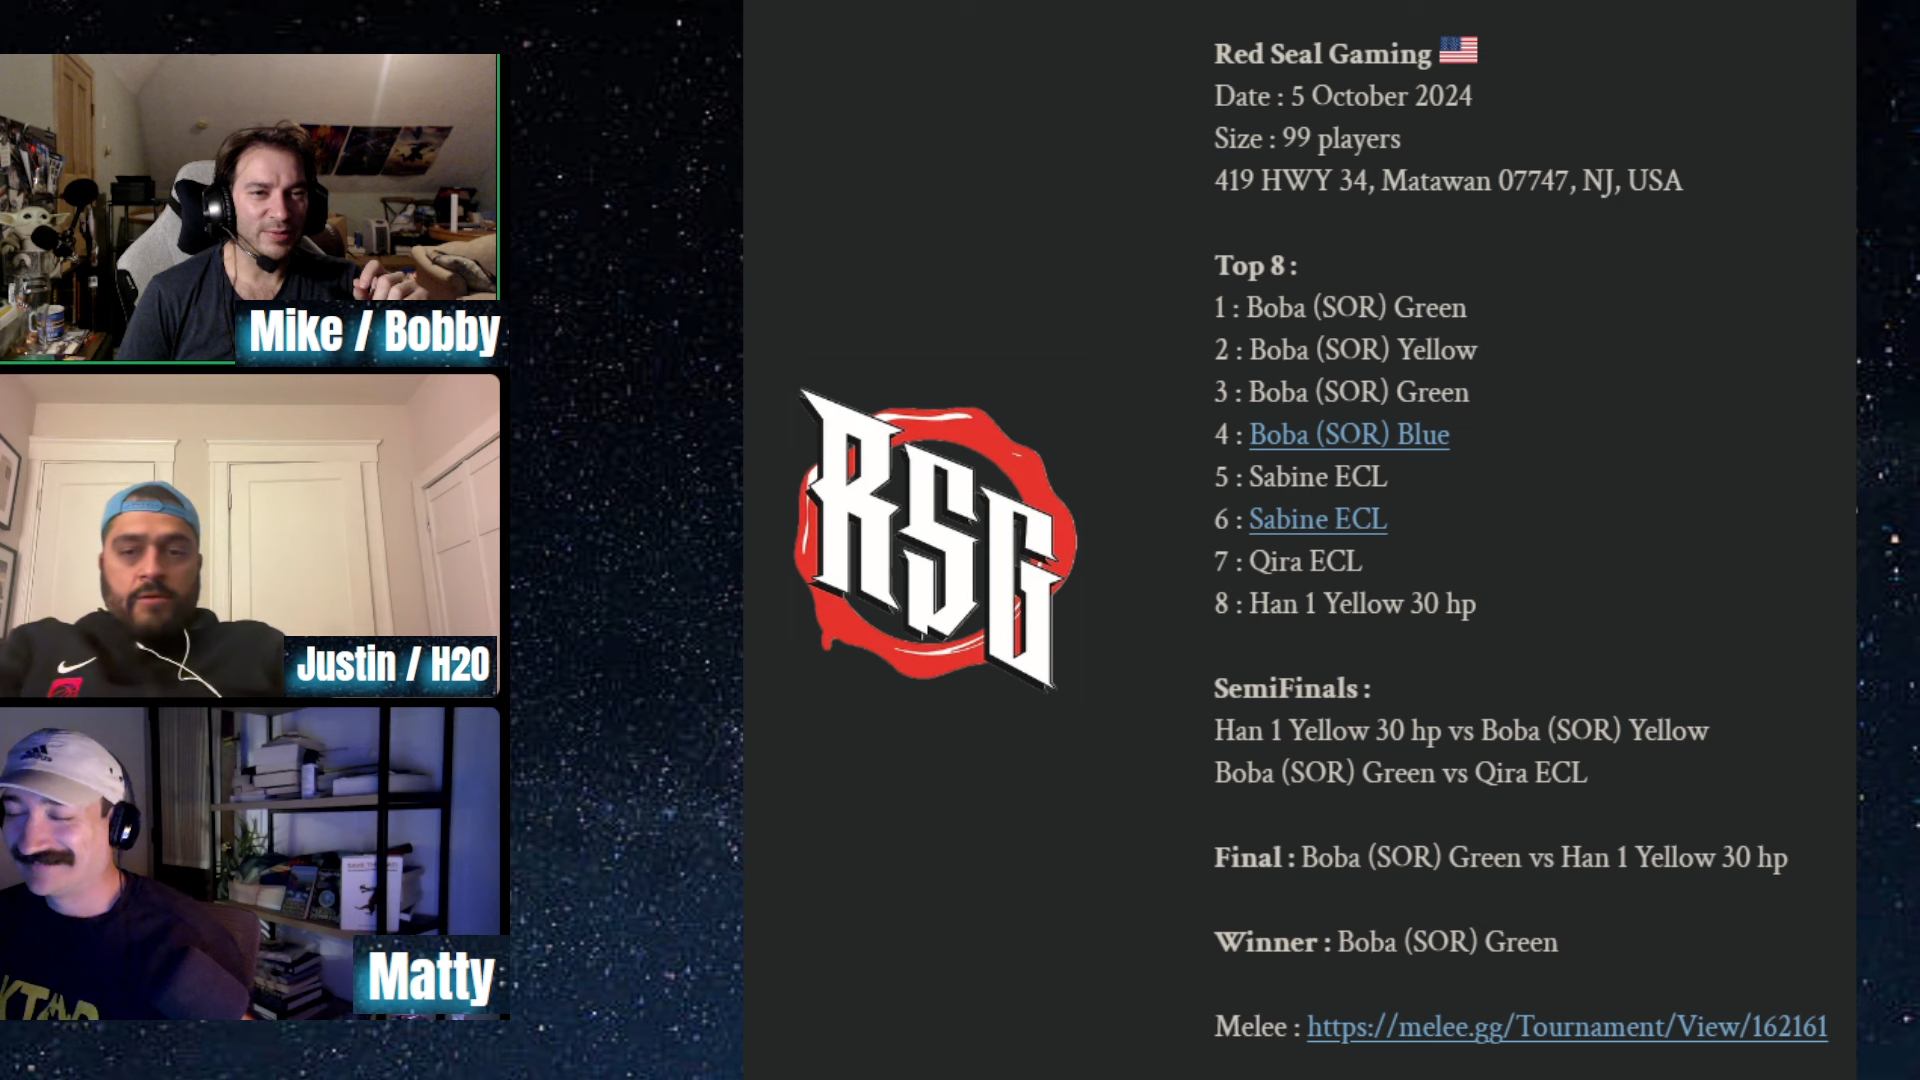 Mike / Bobby
Justin / H20
Matty
RSG
Red Seal Gaming
Date : 5 October 2024
Size : 99 players
419 HWY 34, Matawan 07747, NJ, USA
Top 8 :
1 : Boba (SOR) Green
2 : Boba (SOR) Yellow
3 : Boba (SOR) Green
4 : Boba (SOR) Blue
5 : Sabine ECL
6 : Sabine ECL
7 : Qira ECL
8 : Han 1 Yellow 30 hp
SemiFinals :
Han 1 Yellow 30 hp vs Boba (SOR) Yellow
Boba (SOR) Green vs Qira ECL
Final : Boba (SOR) Green vs Han 1 Yellow 30 hp
Winner : Boba (SOR) Green
Melee : https://melee.gg/Tournament/View/162161